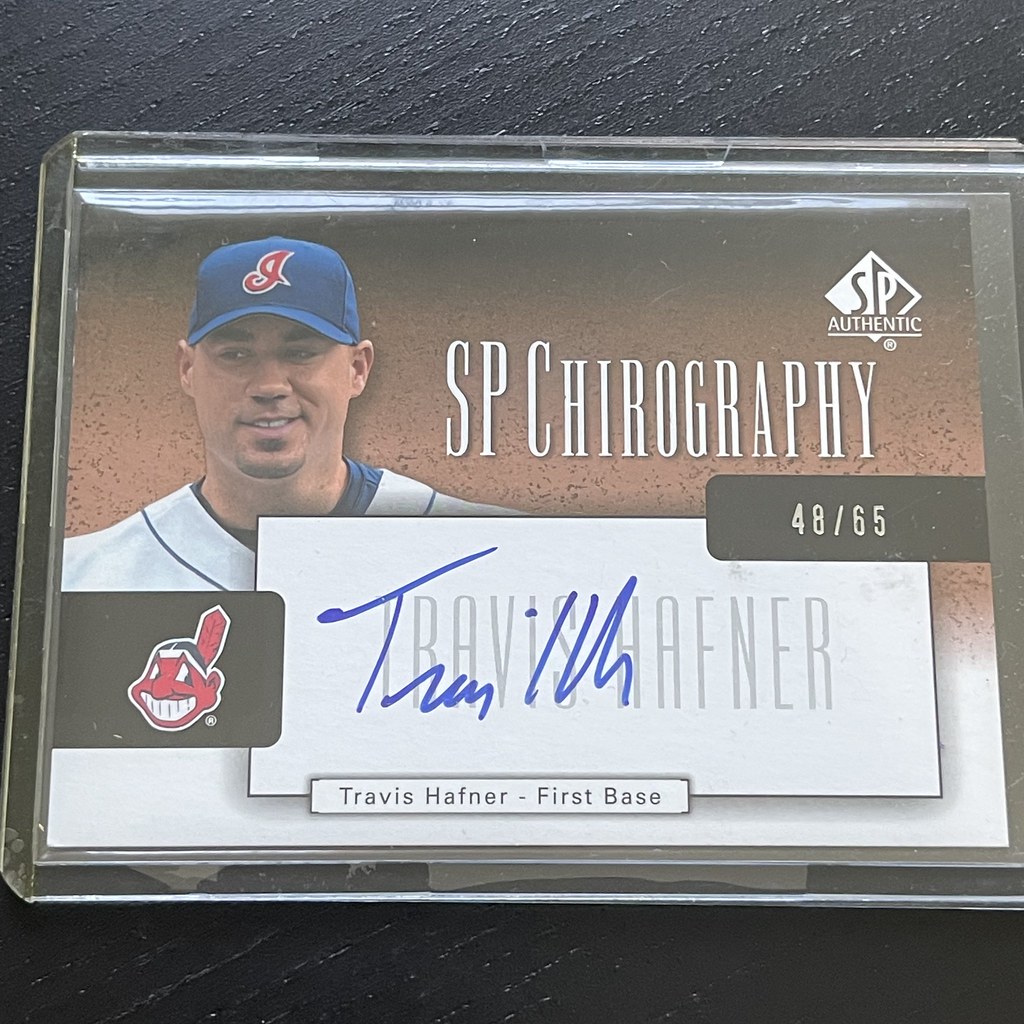 SP
AUTHENTIC
®
SP CHIROGRAPHY
48/65
TRAVIS HAFNER
Travis Hafner - First Base
®